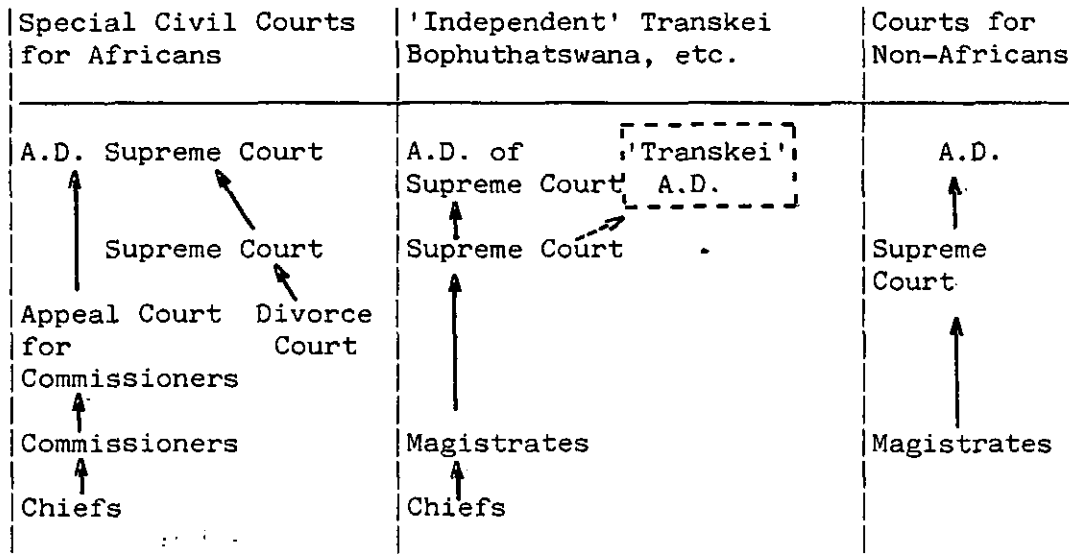 Special Civil Courts
for Africans
A.D. Supreme Court
Supreme Court
Appeal Court Divorce
for Court
Commissioners
Commissioners
Chiefs
'Independent' Transkei
Bophuthatswana, etc.
A.D. of 'Transkei'
Supreme Court A.D.
Supreme Court
Magistrates
Chiefs
Courts for
Non-Africans
A.D.
Supreme
Court
Magistrates